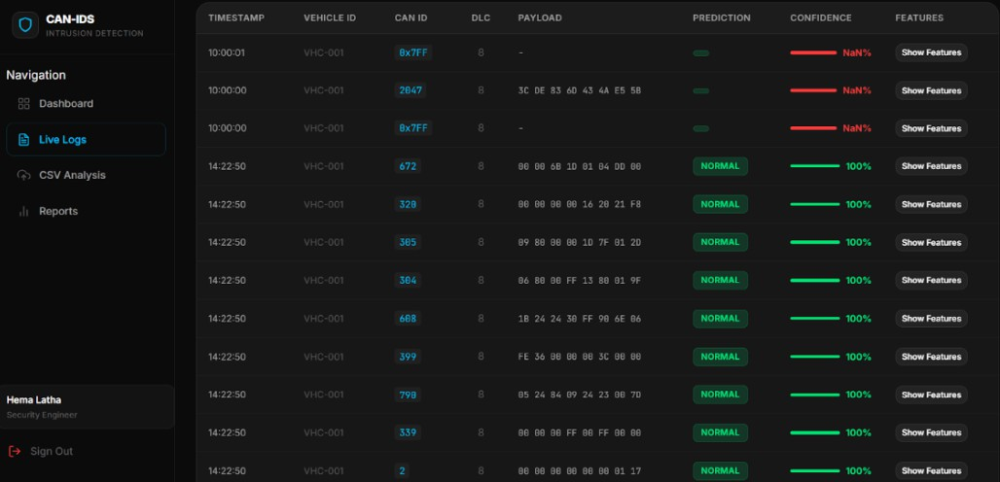 CAN-IDS
INTRUSION DETECTION
Navigation
Dashboard
Live Logs
CSV Analysis
Reports
Hema Latha
Security Engineer
Sign Out
TIMESTAMP VEHICLE ID CAN ID DLC PAYLOAD PREDICTION CONFIDENCE FEATURES
10:00:01 VHC-001 0x7FF 8 - NaN% Show Features
10:00:00 VHC-001 2047 8 3C DE 83 6D 43 4A E5 5B NaN% Show Features
10:00:00 VHC-001 0x7FF 8 - NaN% Show Features
14:22:50 VHC-001 672 8 00 00 6B 1D 01 04 DD 00 NORMAL 100% Show Features
14:22:50 VHC-001 320 8 00 00 00 00 16 20 21 F8 NORMAL 100% Show Features
14:22:50 VHC-001 305 8 09 80 00 00 1D 7F 01 2D NORMAL 100% Show Features
14:22:50 VHC-001 304 8 06 80 00 FF 13 80 01 9F NORMAL 100% Show Features
14:22:50 VHC-001 608 8 1B 24 24 30 FF 90 6E 06 NORMAL 100% Show Features
14:22:50 VHC-001 399 8 FE 36 00 00 00 3C 00 00 NORMAL 100% Show Features
14:22:50 VHC-001 790 8 05 24 84 09 24 23 00 7D NORMAL 100% Show Features
14:22:50 VHC-001 339 8 00 00 00 FF 00 FF 00 00 NORMAL 100% Show Features
14:22:50 VHC-001 2 8 00 00 00 00 00 00 01 17 NORMAL 100% Show Features